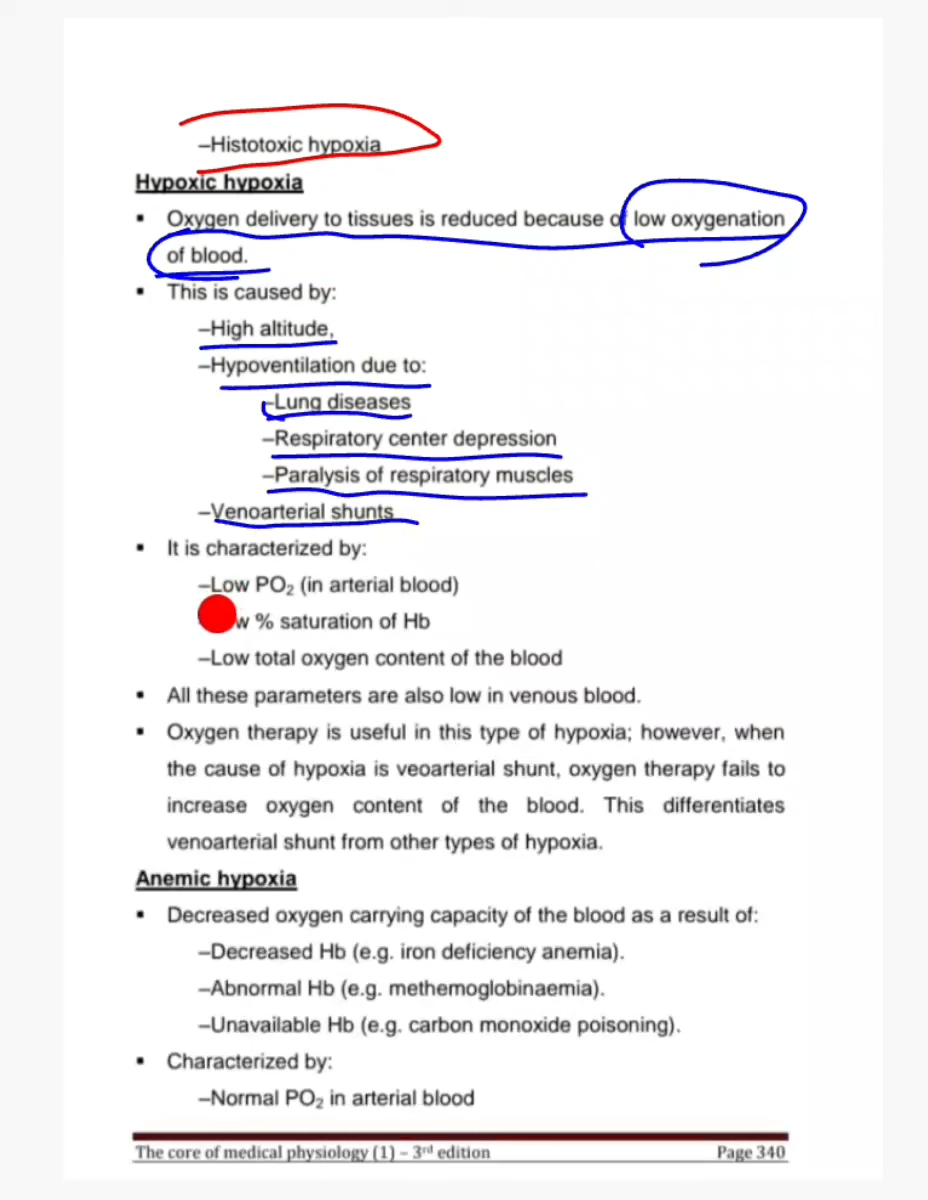 –Histotoxic hypoxia
Hypoxic hypoxia
▪ Oxygen delivery to tissues is reduced because of low oxygenation
of blood.
▪ This is caused by:
–High altitude,
–Hypoventilation due to:
–Lung diseases
–Respiratory center depression
–Paralysis of respiratory muscles
–Venoarterial shunts
▪ It is characterized by:
–Low PO₂ (in arterial blood)
% saturation of Hb
–Low total oxygen content of the blood
▪ All these parameters are also low in venous blood.
▪ Oxygen therapy is useful in this type of hypoxia; however, when
the cause of hypoxia is veoarterial shunt, oxygen therapy fails to
increase oxygen content of the blood. This differentiates
venoarterial shunt from other types of hypoxia.
Anemic hypoxia
▪ Decreased oxygen carrying capacity of the blood as a result of:
–Decreased Hb (e.g. iron deficiency anemia).
–Abnormal Hb (e.g. methemoglobinaemia).
–Unavailable Hb (e.g. carbon monoxide poisoning).
▪ Characterized by:
–Normal PO₂ in arterial blood
The core of medical physiology (1) – 3rd edition Page 340